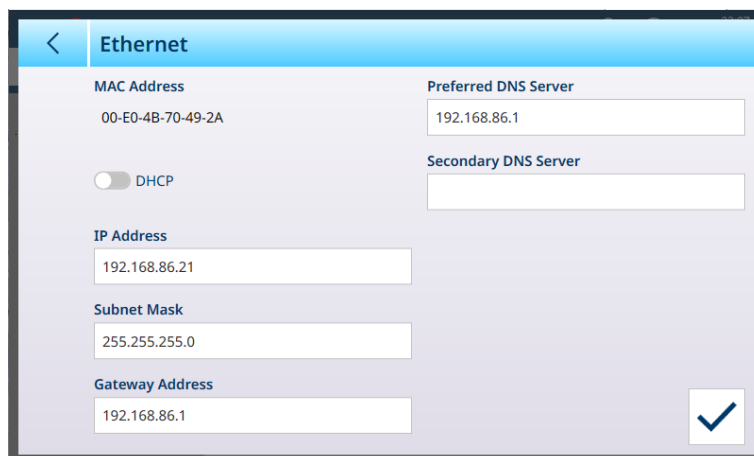 Ethernet
MAC Address
00-E0-4B-70-49-2A
DHCP
IP Address
192.168.86.21
Subnet Mask
255.255.255.0
Gateway Address
192.168.86.1
Preferred DNS Server
192.168.86.1
Secondary DNS Server